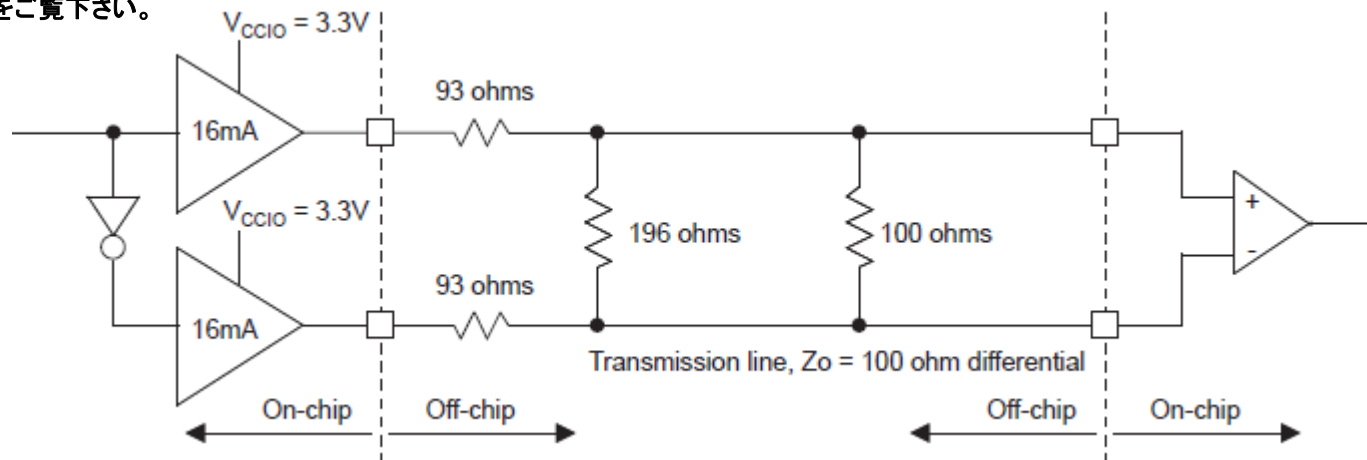 をご覧下さい。
VCCIO = 3.3V
93 ohms
16mA
VCCIO = 3.3V
196 ohms
100 ohms
+
-
93 ohms
16mA
Transmission line, Zo = 100 ohm differential
On-chip
Off-chip
Off-chip
On-chip